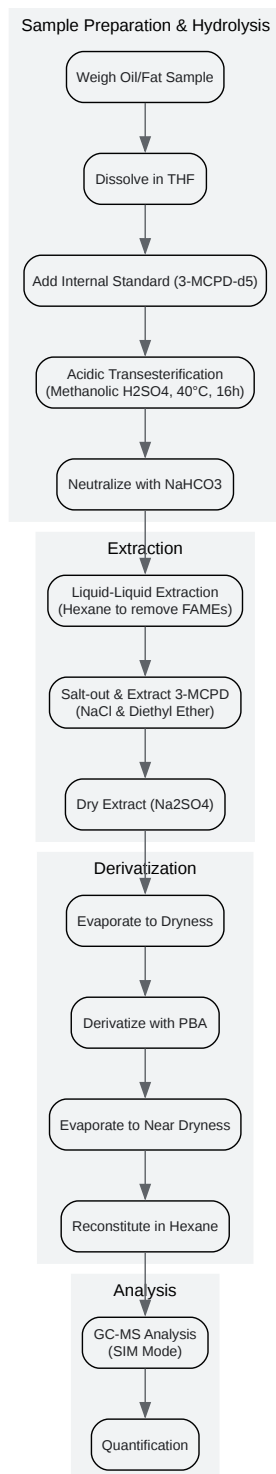 Sample Preparation & Hydrolysis
Weigh Oil/Fat Sample
Dissolve in THF
Add Internal Standard (3-MCPD-d5)
Acidic Transesterification
(Methanolic H2SO4, 40°C, 16h)
Neutralize with NaHCO3
Extraction
Liquid-Liquid Extraction
(Hexane to remove FAMEs)
Salt-out & Extract 3-MCPD
(NaCl & Diethyl Ether)
Dry Extract (Na2SO4)
Derivatization
Evaporate to Dryness
Derivatize with PBA
Evaporate to Near Dryness
Reconstitute in Hexane
Analysis
GC-MS Analysis
(SIM Mode)
Quantification